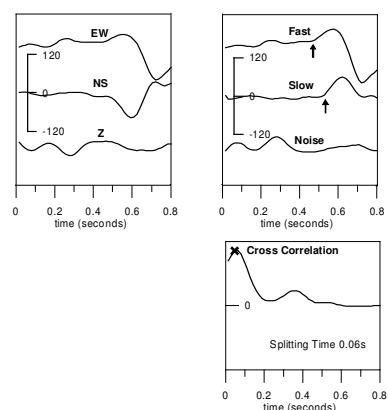 EW
120
NS
0
Z
-120
0 0.2 0.4 0.6 0.8
time (seconds)
Fast
120
Slow
0
-120
Noise
0 0.2 0.4 0.6 0.8
time (seconds)
Cross Correlation
0
Splitting Time 0.06s
0 0.2 0.4 0.6 0.8
time (seconds)